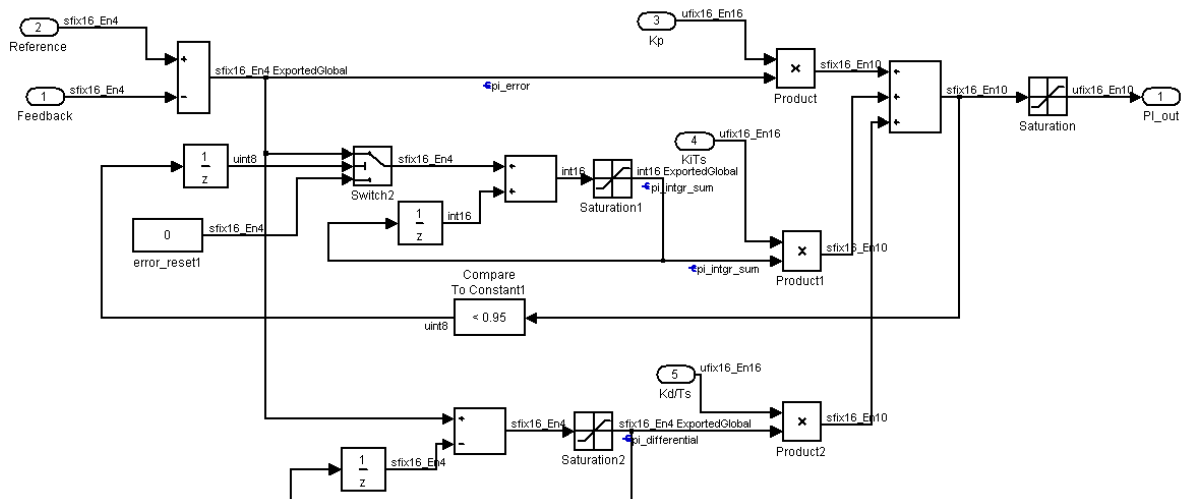 2
sfix16_En4
Reference
1
sfix16_En4
Feedback
+
-
sfix16_En4 ExportedGlobal
pi_error
3
ufix16_En16
Kp
×
Product
sfix16_En10
+
+
+
sfix16_En10
Saturation
ufix16_En10
1
PI_out
1
z
uint8
Switch2
sfix16_En4
0
sfix16_En4
error_reset1
+
+
int16
Saturation1
int16 ExportedGlobal
pi_intgr_sum
1
z
int16
ufix16_En16
4
KiTs
×
Product1
sfix16_En10
pi_intgr_sum
Compare
To Constant1
< 0.95
uint8
5
ufix16_En16
Kd/Ts
×
Product2
sfix16_En10
+
-
sfix16_En4
Saturation2
sfix16_En4 ExportedGlobal
pi_differential
1
z
sfix16_En4